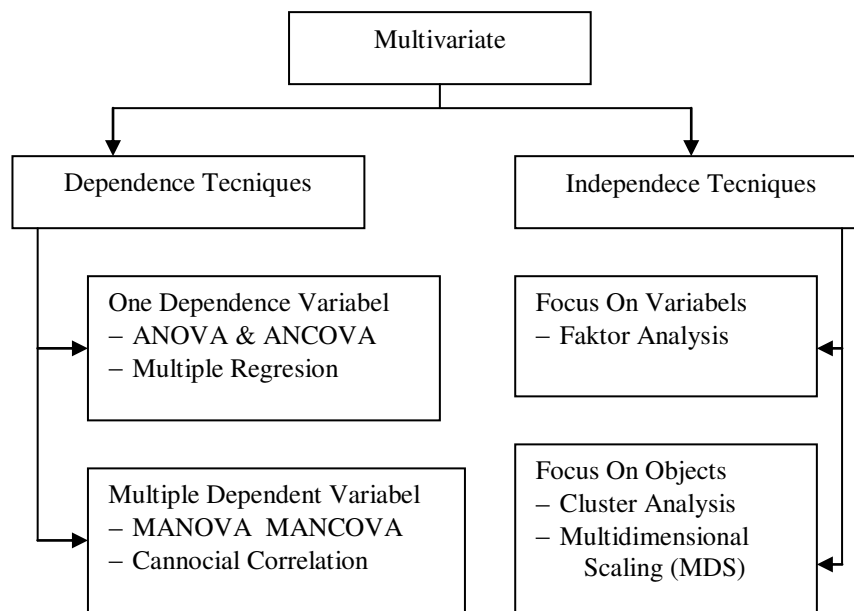 Multivariate
Dependence Tecniques
Independece Tecniques
One Dependence Variabel
– ANOVA & ANCOVA
– Multiple Regresion
Focus On Variabels
– Faktor Analysis
Multiple Dependent Variabel
– MANOVA  MANCOVA
– Cannocial Correlation
Focus On Objects
– Cluster Analysis
– Multidimensional
Scaling (MDS)